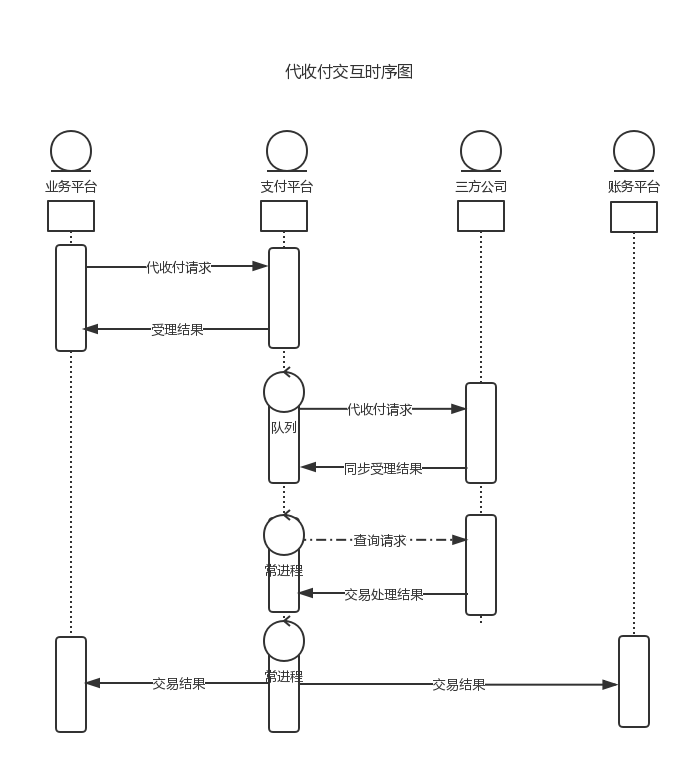 代收付交互时序图
业务平台
支付平台
三方公司
账务平台
代收付请求
受理结果
代收付请求
队列
同步受理结果
查询请求
常进程
交易处理结果
常进程
交易结果
交易结果